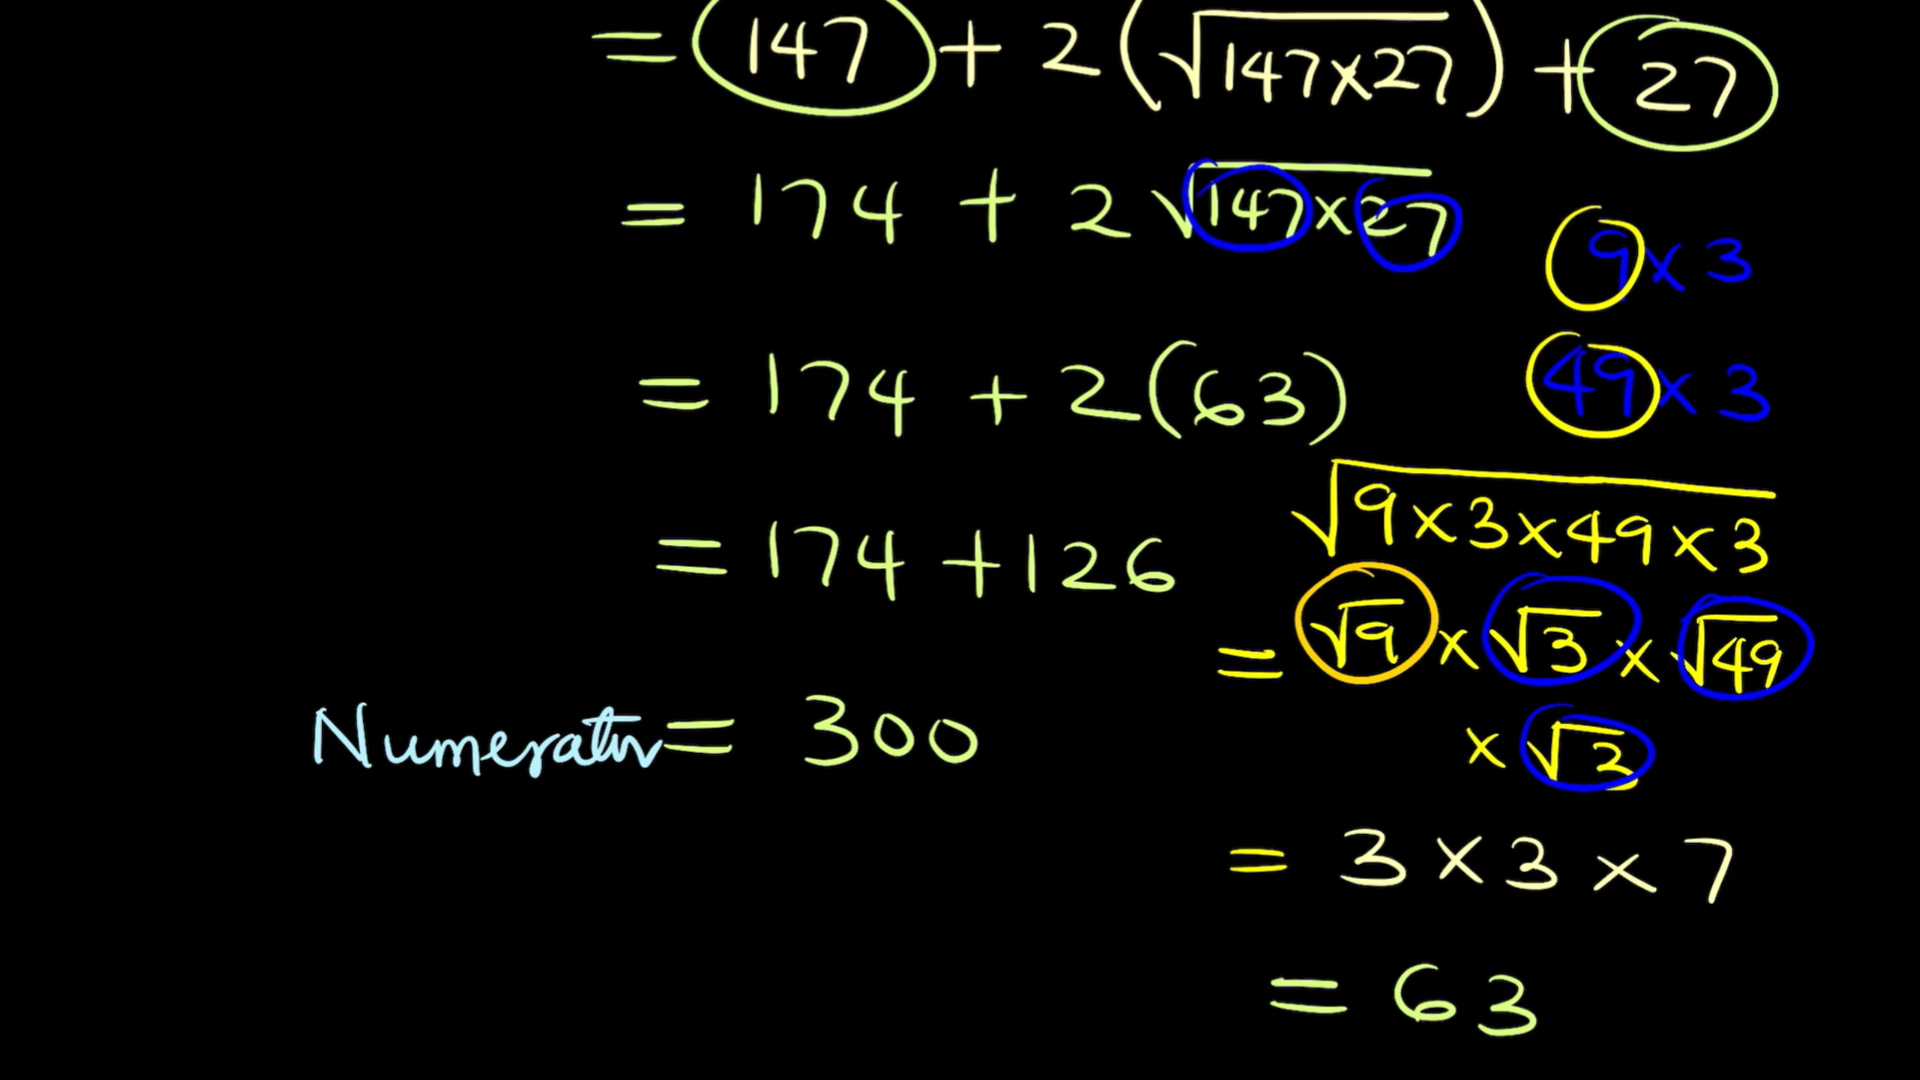 = 147 + 2(√147×27) + 27
= 174 + 2√147×27
9×3
= 174 + 2(63)
49×3
√9×3×49×3
= 174 + 126
= √9 × √3 × √49
× √3
Numerator = 300
= 3 × 3 × 7
= 63